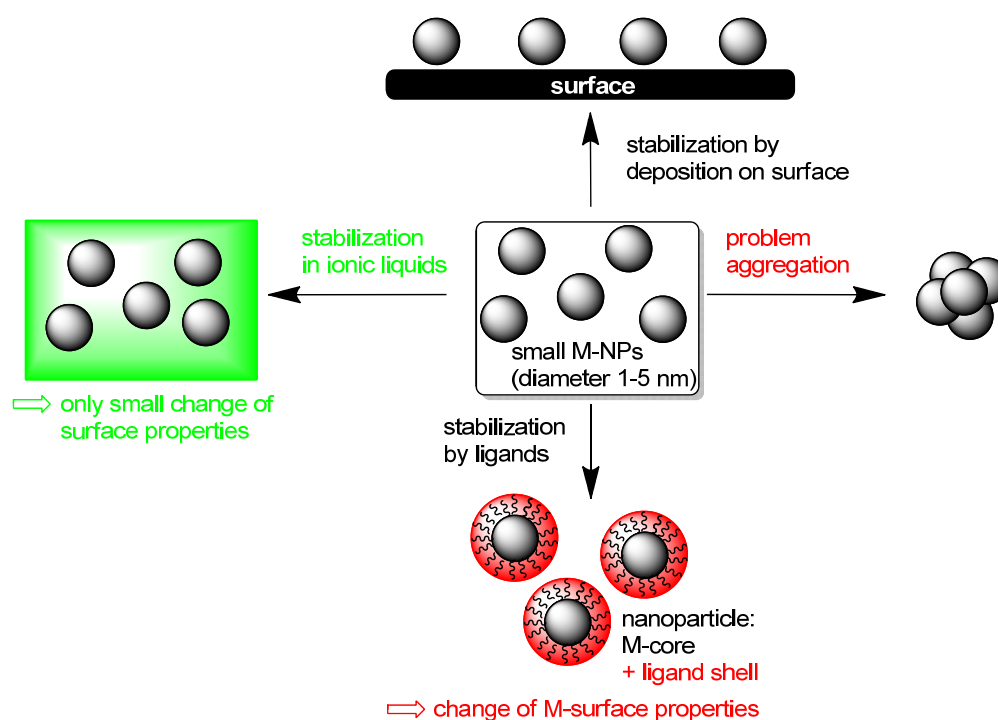 surface
stabilization by
deposition on surface
stabilization
in ionic liquids
problem
aggregation
small M-NPs
(diameter 1-5 nm)
only small change of
surface properties
stabilization
by ligands
nanoparticle:
M-core
+ ligand shell
change of M-surface properties